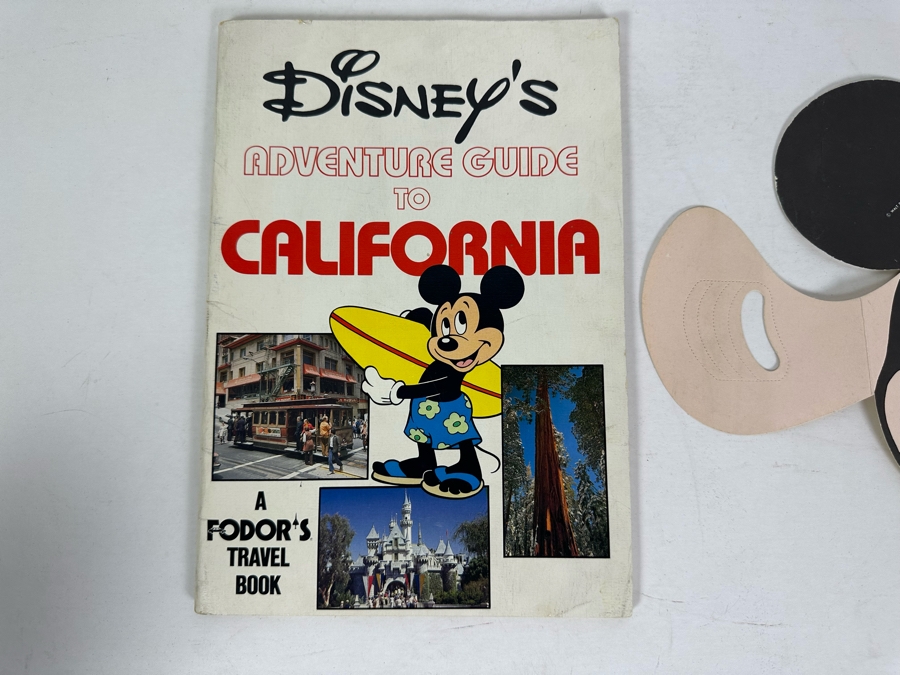 DISNEY'S
ADVENTURE GUIDE
TO
CALIFORNIA
A
FODOR'S
TRAVEL
BOOK